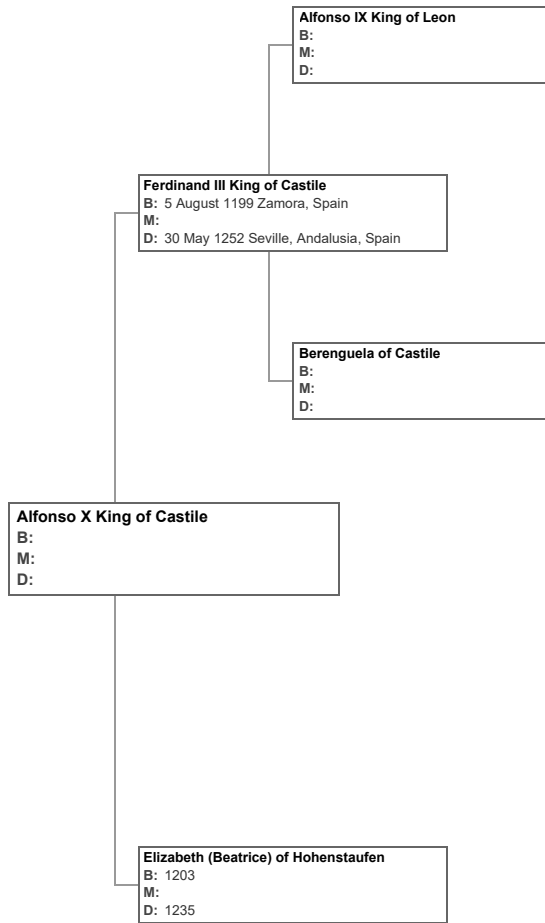 Alfonso IX King of Leon
B:
M:
D:
Ferdinand III King of Castile
B: 5 August 1199 Zamora, Spain
M:
D: 30 May 1252 Seville, Andalusia, Spain
Berenguela of Castile
B:
M:
D:
Alfonso X King of Castile
B:
M:
D:
Elizabeth (Beatrice) of Hohenstaufen
B: 1203
M:
D: 1235